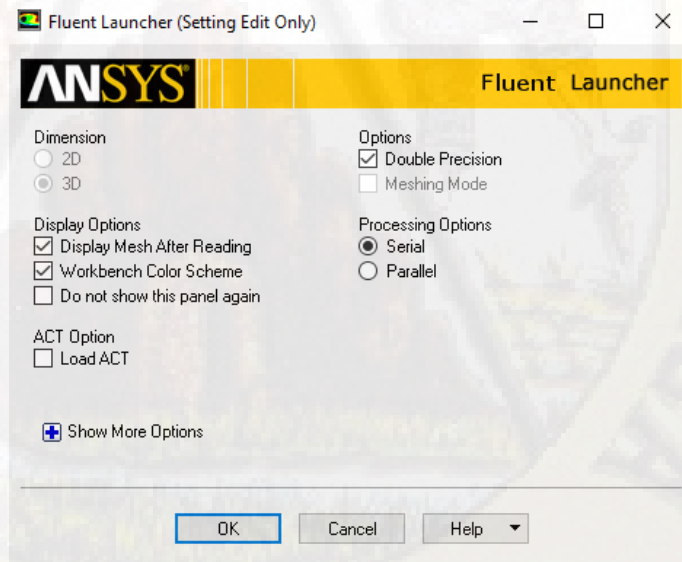 Fluent Launcher (Setting Edit Only)
ANSYS
Fluent Launcher
Dimension
2D
3D
Options
Double Precision
Meshing Mode
Display Options
Display Mesh After Reading
Workbench Color Scheme
Do not show this panel again
Processing Options
Serial
Parallel
ACT Option
Load ACT
Show More Options
OK Cancel Help